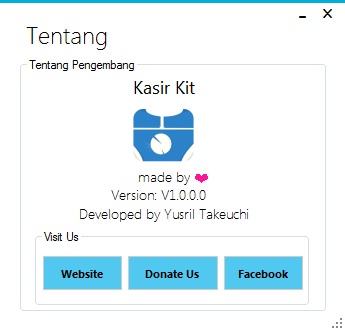 Tentang
Tentang Pengembang
Kasir Kit
made by ❤
Version: V1.0.0.0
Developed by Yusril Takeuchi
Visit Us
Website
Donate Us
Facebook